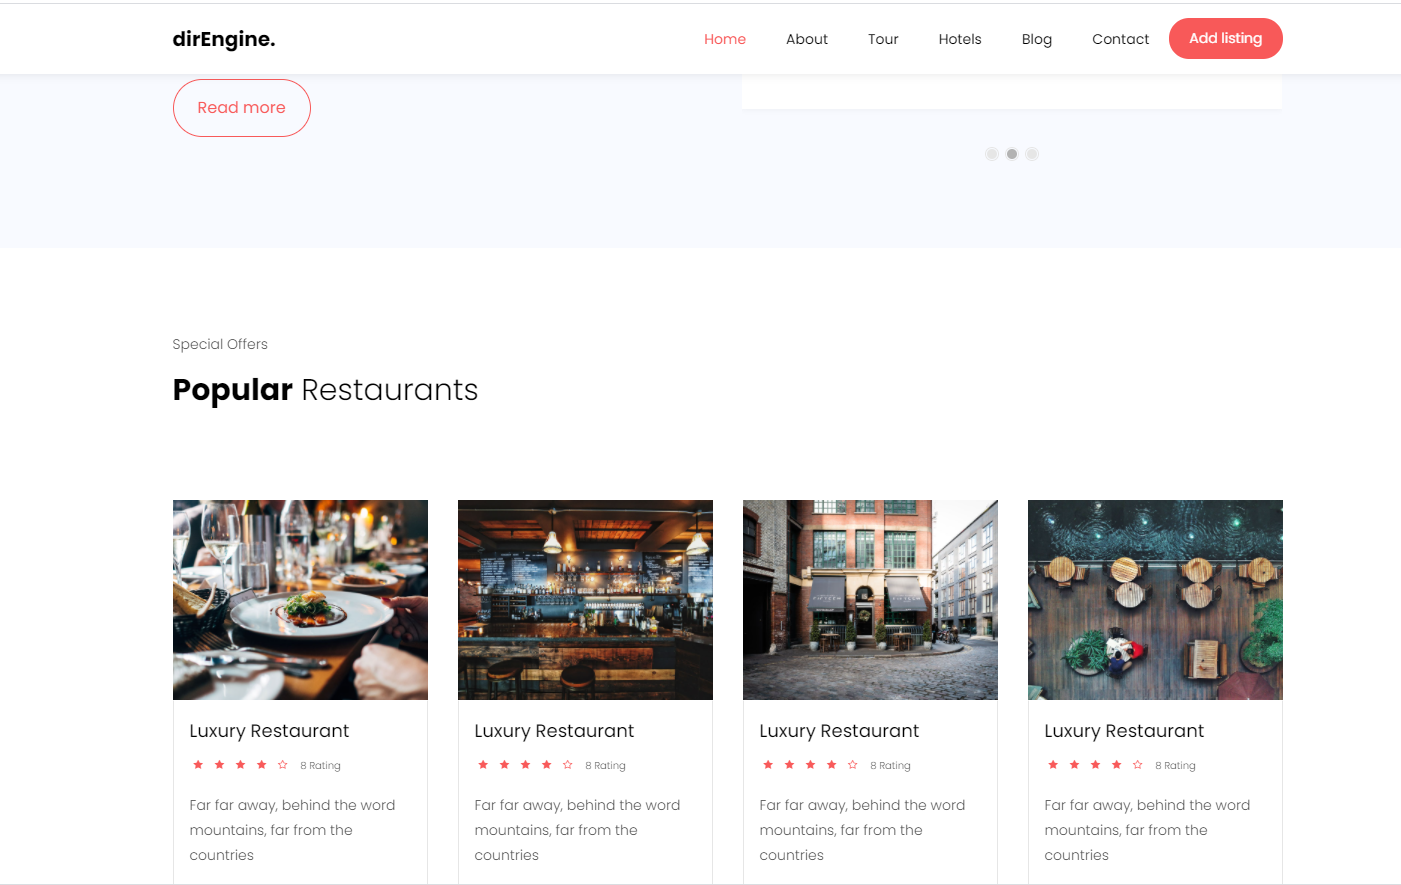 dirEngine.
Home About Tour Hotels Blog Contact Add listing
Read more
Special Offers
Popular Restaurants
Luxury Restaurant Luxury Restaurant Luxury Restaurant Luxury Restaurant
8 Rating 8 Rating 8 Rating 8 Rating
Far far away, behind the word Far far away, behind the word Far far away, behind the word Far far away, behind the word
mountains, far from the mountains, far from the mountains, far from the mountains, far from the
countries countries countries countries